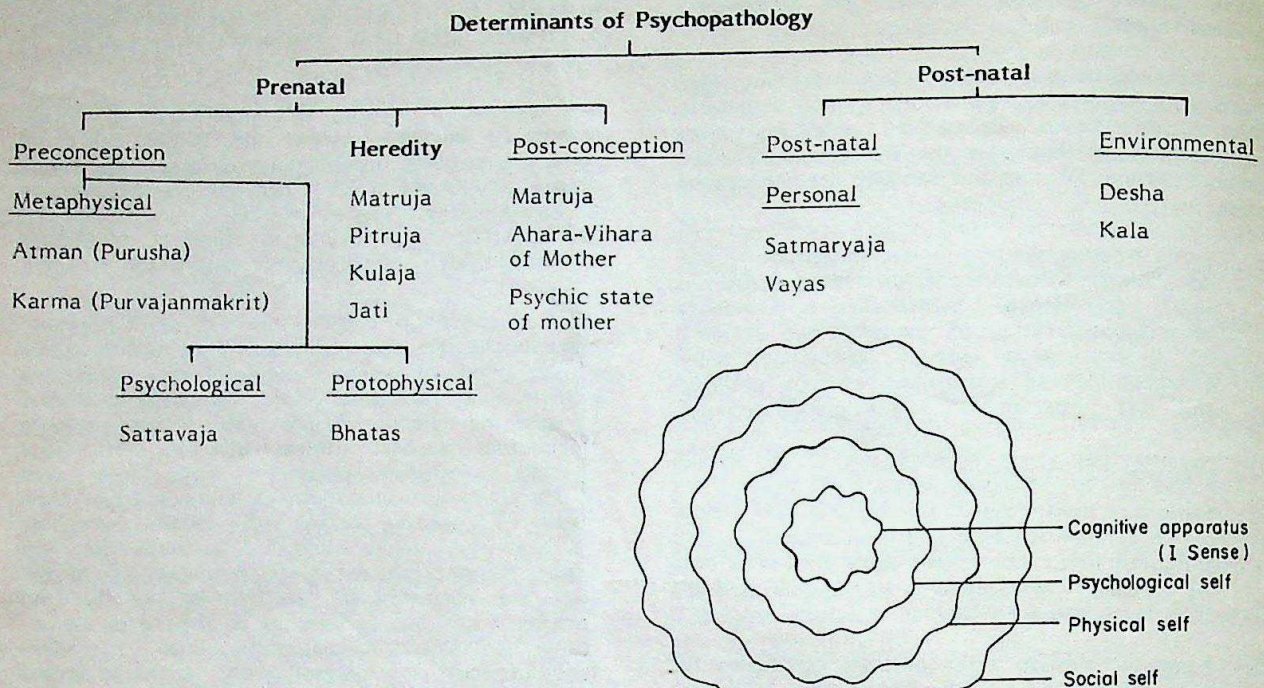 Determinants of Psychopathology
Prenatal
Post-natal
Preconception
Metaphysical
Atman (Purusha)
Karma (Purvajanmakrit)
Psychological
Sattavaja
Protophysical
Bhatas
Heredity
Matruja
Pitruja
Kulaja
Jati
Post-conception
Matruja
Ahara-Vihara
of Mother
Psychic state
of mother
Post-natal
Personal
Satmaryaja
Vayas
Environmental
Desha
Kala
Cognitive apparatus
(I Sense)
Psychological self
Physical self
Social self